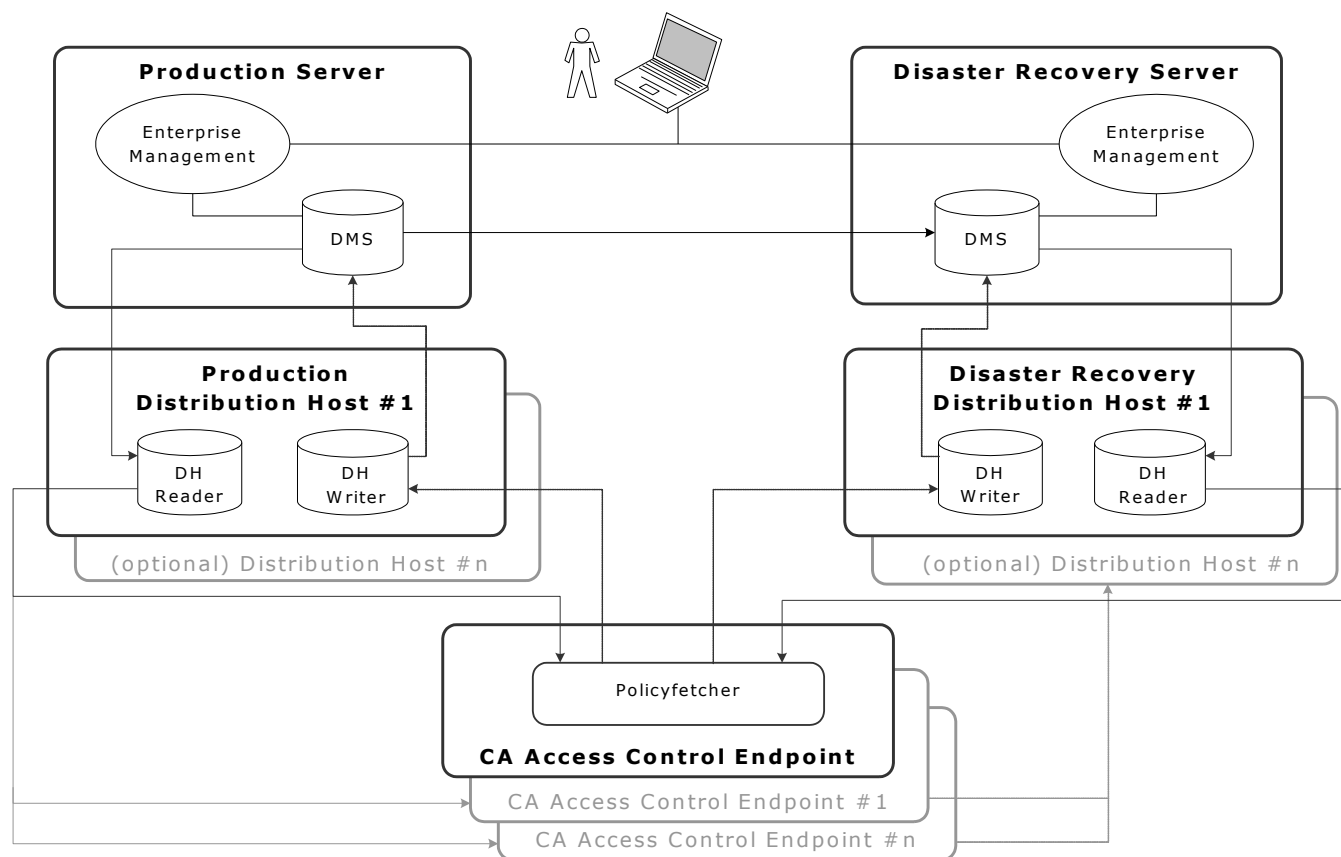 Production Server
Disaster Recovery Server
Enterprise
Management
Enterprise
Management
DMS
DMS
Production
Distribution Host #1
Disaster Recovery
Distribution Host #1
DH
Reader
DH
Writer
DH
Writer
DH
Reader
(optional) Distribution Host #n
(optional) Distribution Host #n
Policyfetcher
CA Access Control Endpoint
CA Access Control Endpoint #1
CA Access Control Endpoint #n